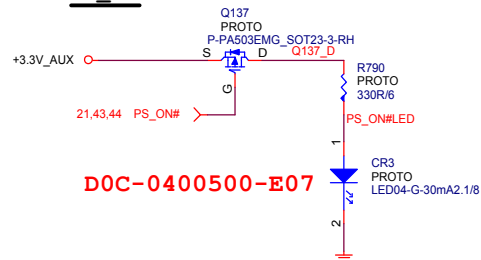 Q137
PROTO
P-PA503EMG_SOT23-3-RH
+3.3V_AUX
S
D
Q137_D
G
R790
PROTO
330R/6
21,43,44 PS_ON#
PS_ON#LED
1
D0C-0400500-E07
CR3
PROTO
LED04-G-30mA2.1/8
2